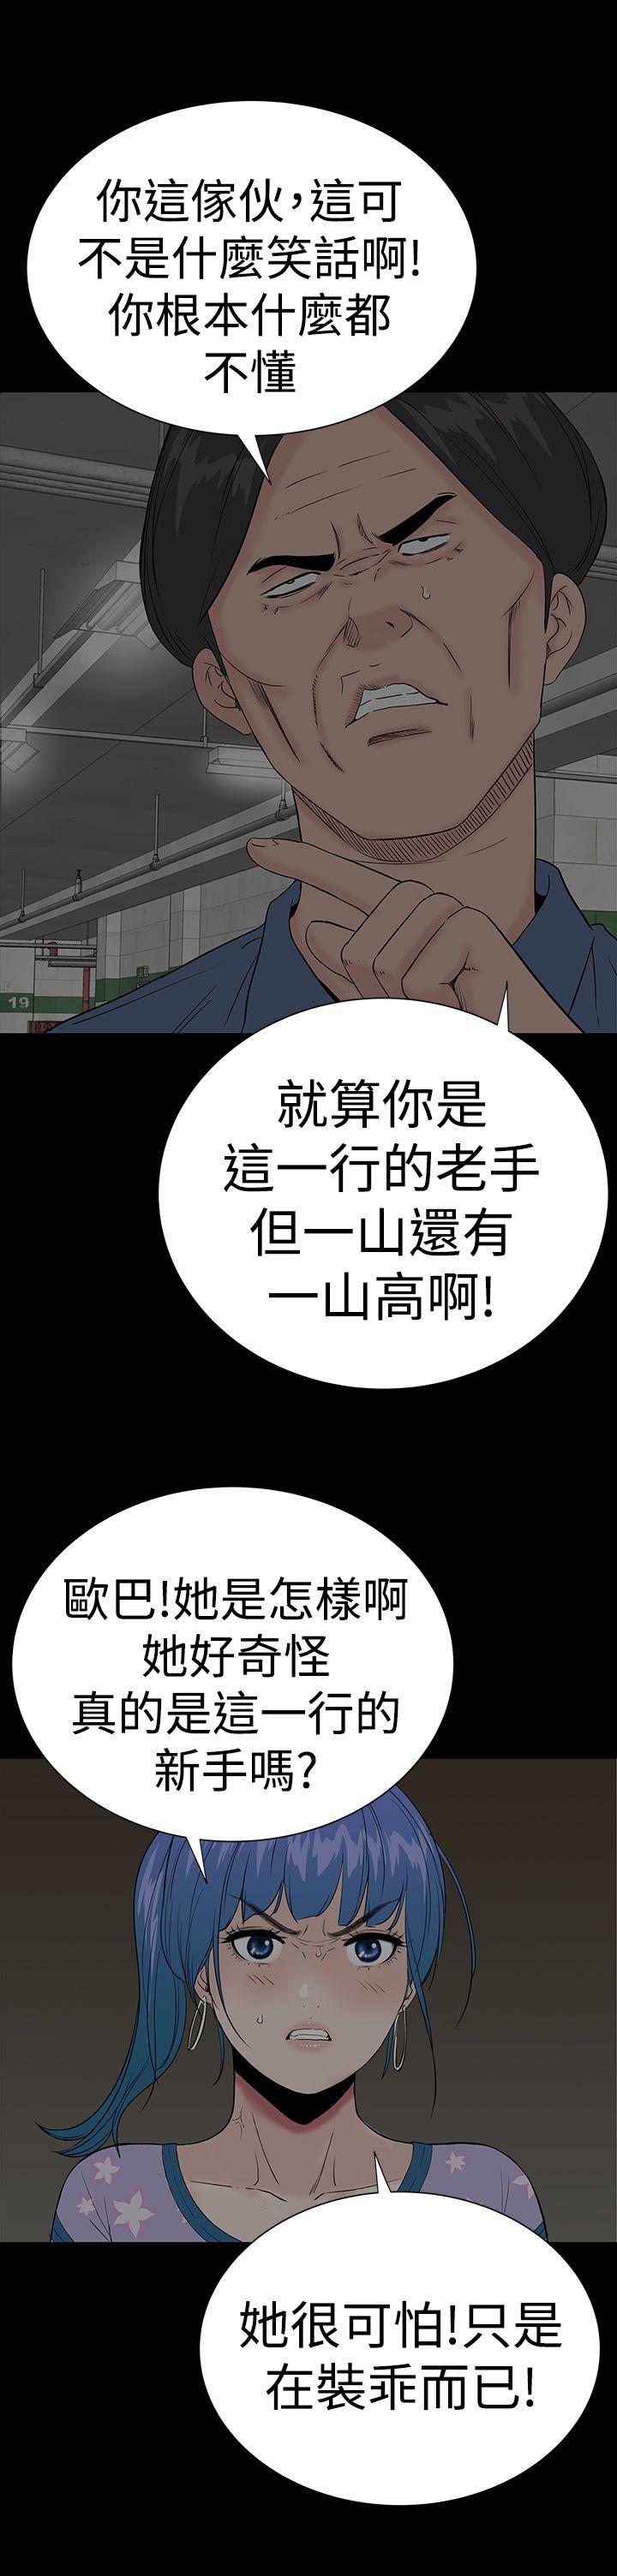 你這傢伙,這可
不是什麼笑話啊!
你根本什麼都
不懂
19
就算你是
這一行的老手
但一山還有
一山高啊!
歐巴!她是怎樣啊
她好奇怪
真的是這一行的
新手嗎?
她很可怕!只是
在裝乖而已!